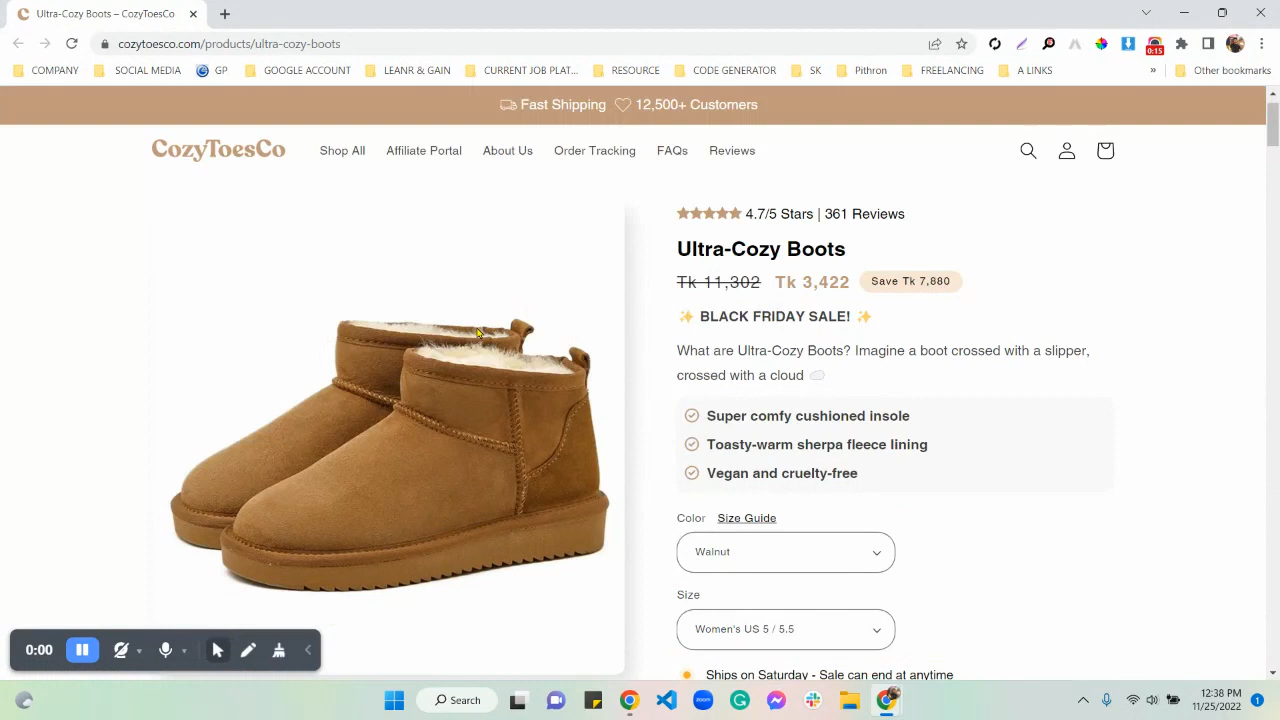 Ultra-Cozy Boots – CozyToesCo
cozytoesco.com/products/ultra-cozy-boots
0:15
COMPANY SOCIAL MEDIA GP GOOGLE ACCOUNT LEANR & GAIN CURRENT JOB PLAT... RESOURCE CODE GENERATOR SK Pithron FREELANCING A LINKS » Other bookmarks
Fast Shipping 12,500+ Customers
CozyToesCo Shop All Affiliate Portal About Us Order Tracking FAQs Reviews
4.7/5 Stars | 361 Reviews
Ultra-Cozy Boots
Tk 11,302 Tk 3,422 Save Tk 7,880
✨ BLACK FRIDAY SALE! ✨
What are Ultra-Cozy Boots? Imagine a boot crossed with a slipper,
crossed with a cloud ☁️
Super comfy cushioned insole
Toasty-warm sherpa fleece lining
Vegan and cruelty-free
Color Size Guide
Walnut
Size
Women's US 5 / 5.5
Ships on Saturday - Sale can end at anytime
0:00
Search
zoom
12:38 PM
11/25/2022
1